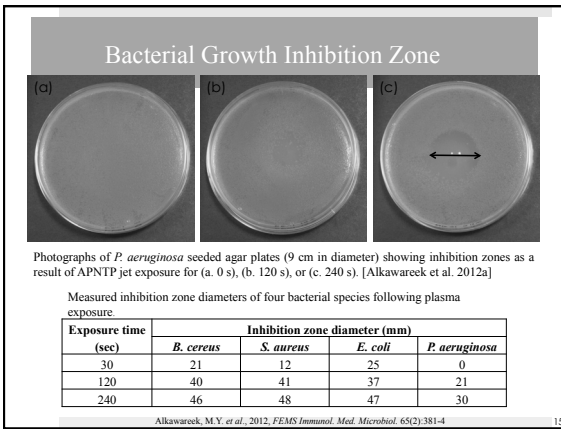 Bacterial Growth Inhibition Zone
(a)
(b)
(c)
Photographs of P. aeruginosa seeded agar plates (9 cm in diameter) showing inhibition zones as a
result of APNTP jet exposure for (a. 0 s), (b. 120 s), or (c. 240 s). [Alkawareek et al. 2012a]
Measured inhibition zone diameters of four bacterial species following plasma
exposure.
Exposure time (sec) Inhibition zone diameter (mm)
B. cereus S. aureus E. coli P. aeruginosa
30 21 12 25 0
120 40 41 37 21
240 46 48 47 30
Alkawareek, M.Y. et al., 2012, FEMS Immunol. Med. Microbiol. 65(2):381-4
15